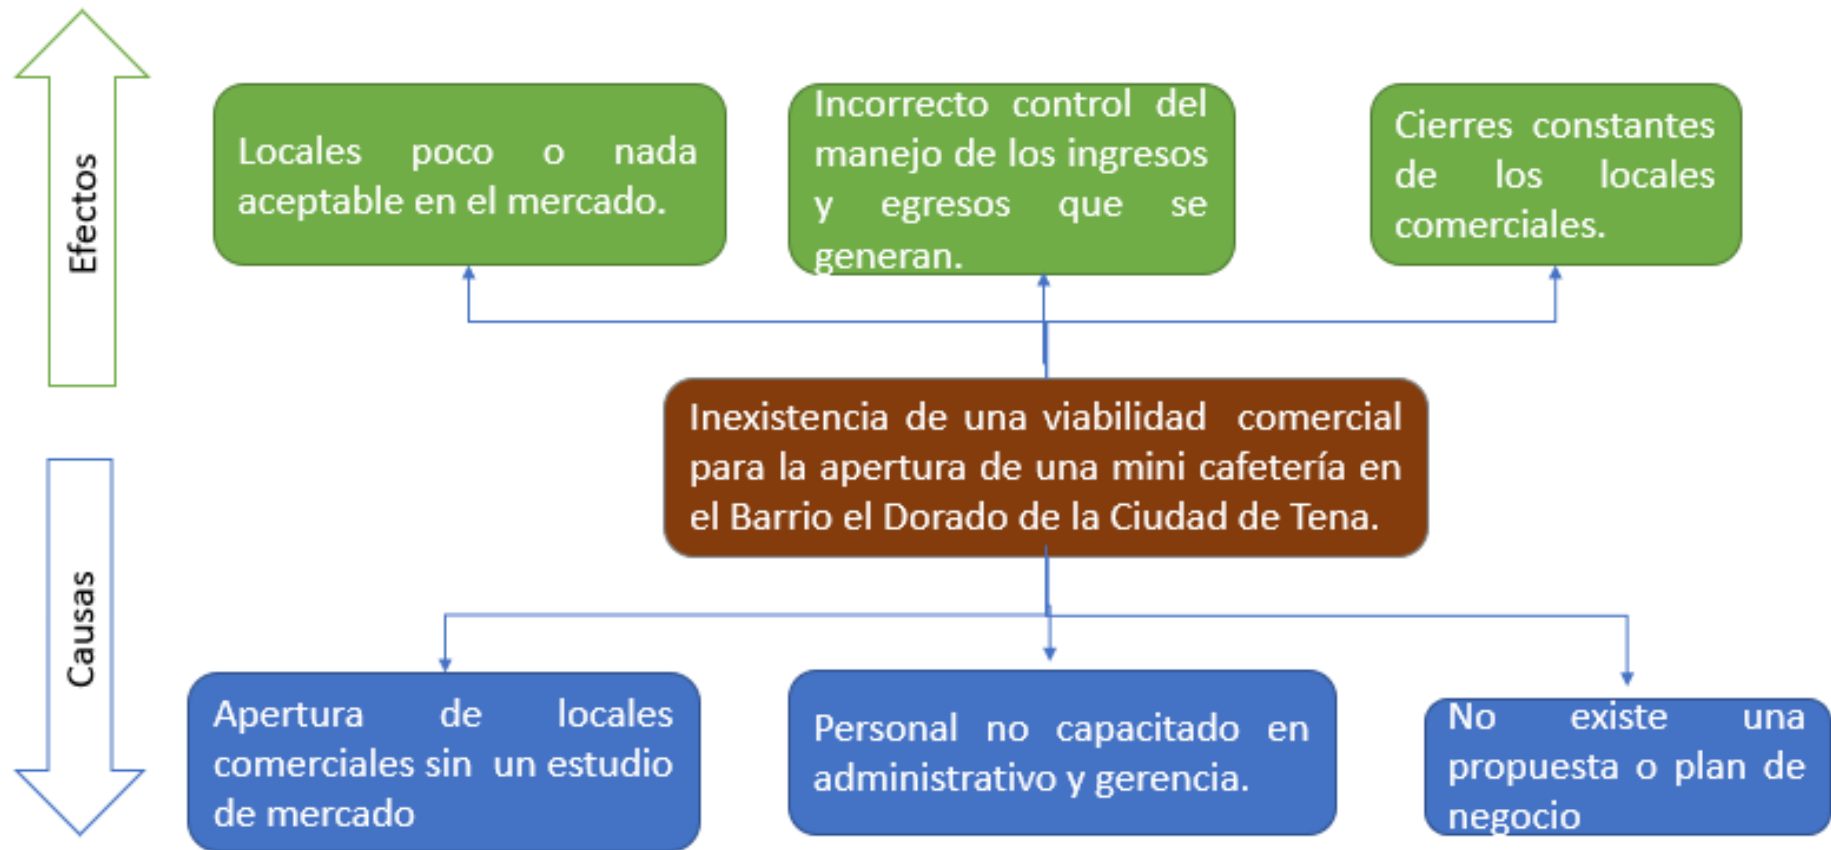 Efectos
Locales poco o nada
aceptable en el mercado.
Incorrecto control del
manejo de los ingresos
y egresos que se
generan.
Cierres constantes
de los locales
comerciales.
Inexistencia de una viabilidad comercial
para la apertura de una mini cafetería en
el Barrio el Dorado de la Ciudad de Tena.
Causas
Apertura de locales
comerciales sin un estudio
de mercado
Personal no capacitado en
administrativo y gerencia.
No existe una
propuesta o plan de
negocio